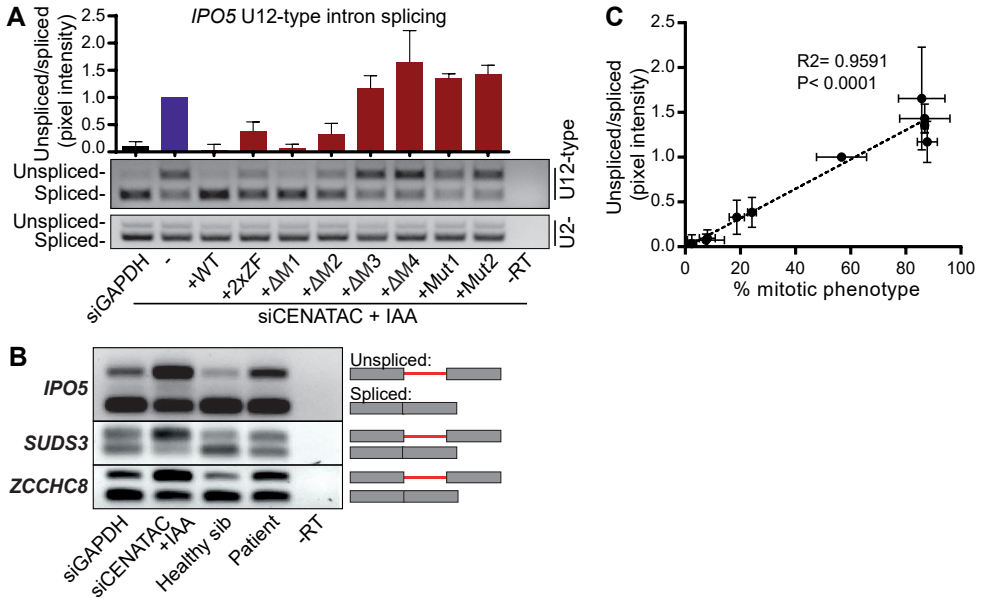 A
IPO5 U12-type intron splicing
Unspliced/spliced
(pixel intensity)
2.5
2.0
1.5
1.0
0.5
0.0
Unspliced-
Spliced-
U12-type
Unspliced-
Spliced-
U2-
siGAPDH
-
+WT
+2xZF
+ΔM1
+ΔM2
+ΔM3
+ΔM4
+Mut1
+Mut2
-RT
siCENATAC + IAA
B
IPO5
SUDS3
ZCCHC8
Unspliced:
Spliced:
siGAPDH
siCENATAC
+IAA
Healthy sib
Patient
-RT
C
Unspliced/spliced
(pixel intensity)
2.5
2.0
1.5
1.0
0.5
0.0
R2= 0.9591
P< 0.0001
0
20
40
60
80
100
% mitotic phenotype